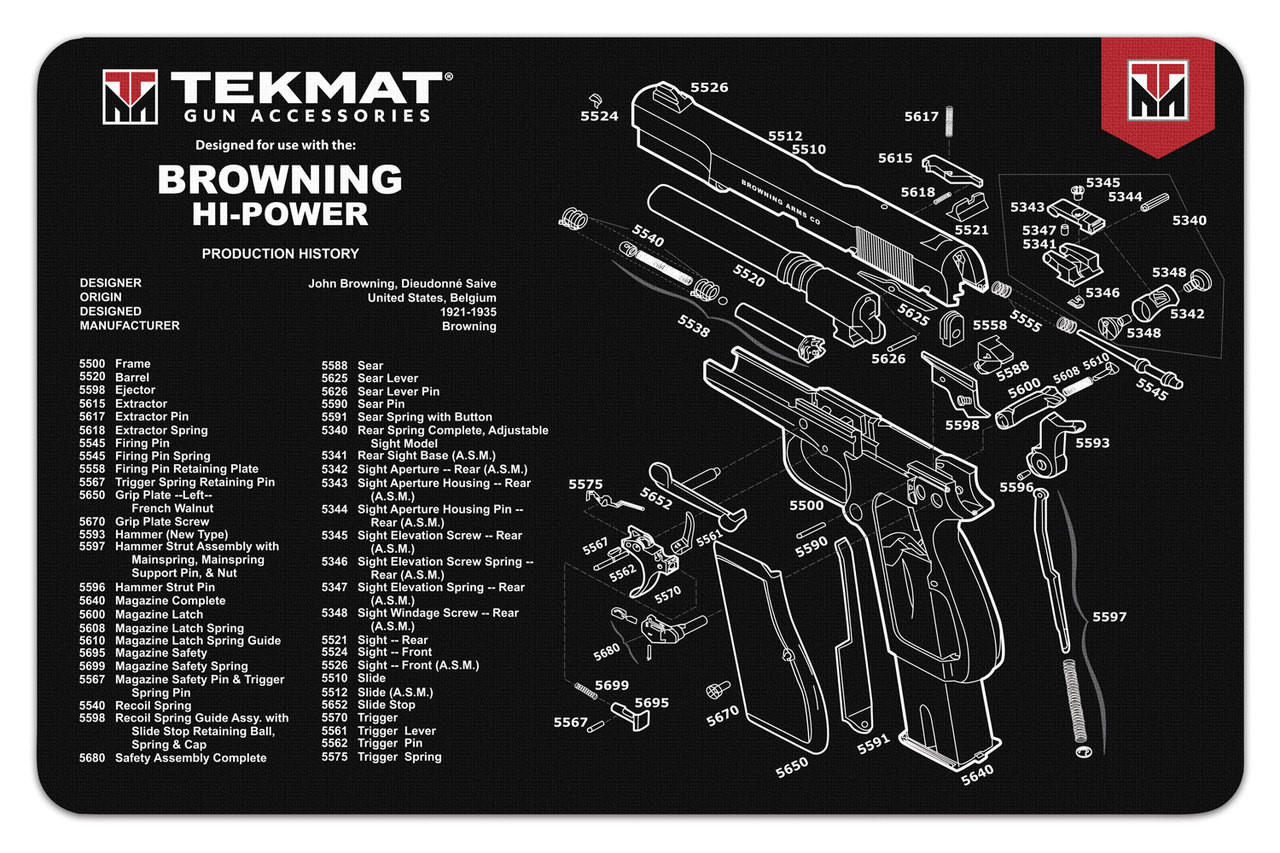 TEKMAT®
GUN ACCESSORIES
Designed for use with the:
BROWNING
HI-POWER
PRODUCTION HISTORY
DESIGNER John Browning, Dieudonné Saive
ORIGIN United States, Belgium
DESIGNED 1921-1935
MANUFACTURER Browning
5500 Frame
5520 Barrel
5598 Ejector
5615 Extractor
5617 Extractor Pin
5618 Extractor Spring
5545 Firing Pin
5545 Firing Pin Spring
5558 Firing Pin Retaining Plate
5567 Trigger Spring Retaining Pin
5650 Grip Plate --Left--
French Walnut
5670 Grip Plate Screw
5593 Hammer (New Type)
5597 Hammer Strut Assembly with
Mainspring, Mainspring
Support Pin, & Nut
5596 Hammer Strut Pin
5640 Magazine Complete
5600 Magazine Latch
5608 Magazine Latch Spring
5610 Magazine Latch Spring Guide
5695 Magazine Safety
5699 Magazine Safety Spring
5567 Magazine Safety Pin & Trigger
Spring Pin
5540 Recoil Spring
5598 Recoil Spring Guide Assy. with
Slide Stop Retaining Ball,
Spring & Cap
5680 Safety Assembly Complete
5588 Sear
5625 Sear Lever
5626 Sear Lever Pin
5590 Sear Pin
5591 Sear Spring with Button
5340 Rear Spring Complete, Adjustable
Sight Model
5341 Rear Sight Base (A.S.M.)
5342 Sight Aperture -- Rear (A.S.M.)
5343 Sight Aperture Housing -- Rear
(A.S.M.)
5344 Sight Aperture Housing Pin --
Rear (A.S.M.)
5345 Sight Elevation Screw -- Rear
(A.S.M.)
5346 Sight Elevation Screw Spring --
Rear (A.S.M.)
5347 Sight Elevation Spring -- Rear
(A.S.M.)
5348 Sight Windage Screw -- Rear
(A.S.M.)
5521 Sight -- Rear
5524 Sight -- Front
5526 Sight -- Front (A.S.M.)
5510 Slide
5512 Slide (A.S.M.)
5652 Slide Stop
5570 Trigger
5561 Trigger Lever
5562 Trigger Pin
5575 Trigger Spring
5526
5524
5512
5510
BROWNING ARMS CO
5617
5615
5618
5521
5345
5344
5343
5340
5347
5341
5346
5348
5342
5348
5540
5520
5538
5625
5626
5558
5555
5588
5545
5610
5608
5600
5598
5593
5596
5575
5652
5500
5590
5561
5567
5562
5570
5680
5699
5695
5567
5670
5650
5591
5640
5597